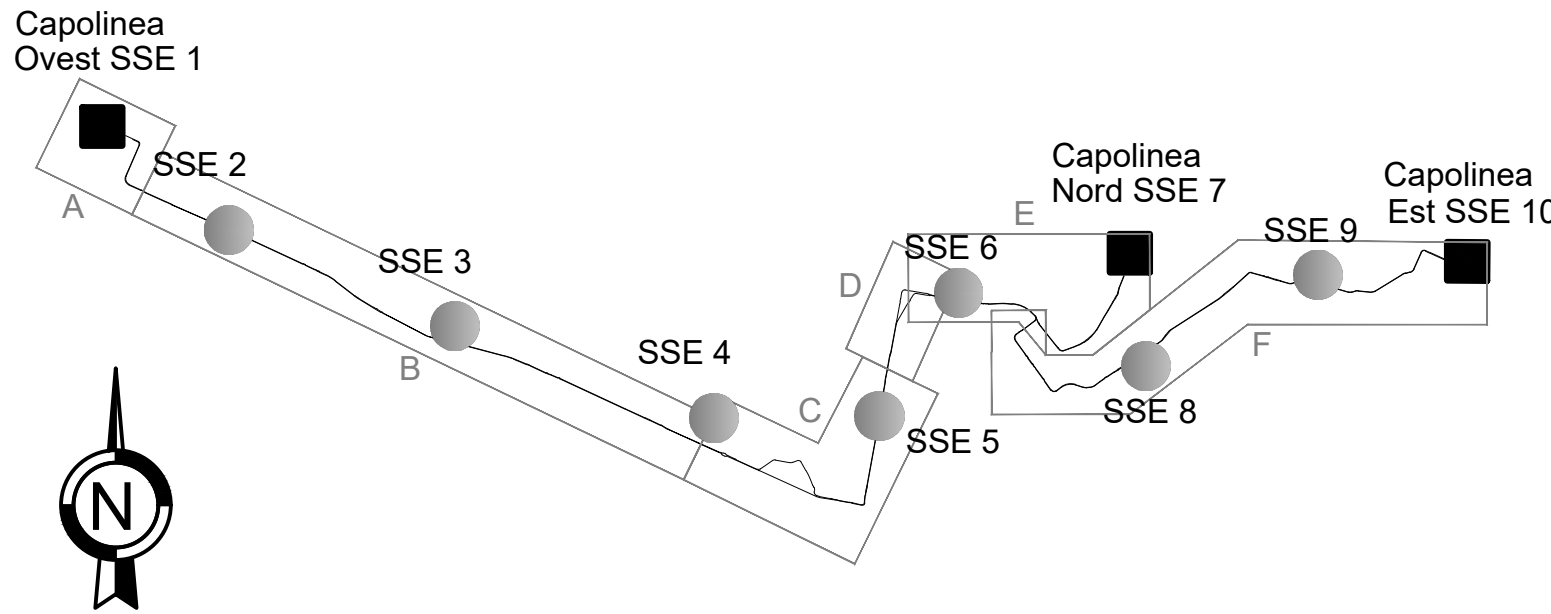 Capolinea
Ovest SSE 1
SSE 2
A
SSE 3
B
SSE 4
C
SSE 5
D
SSE 6
E
Capolinea
Nord SSE 7
SSE 8
SSE 9
F
Capolinea
Est SSE 10
N